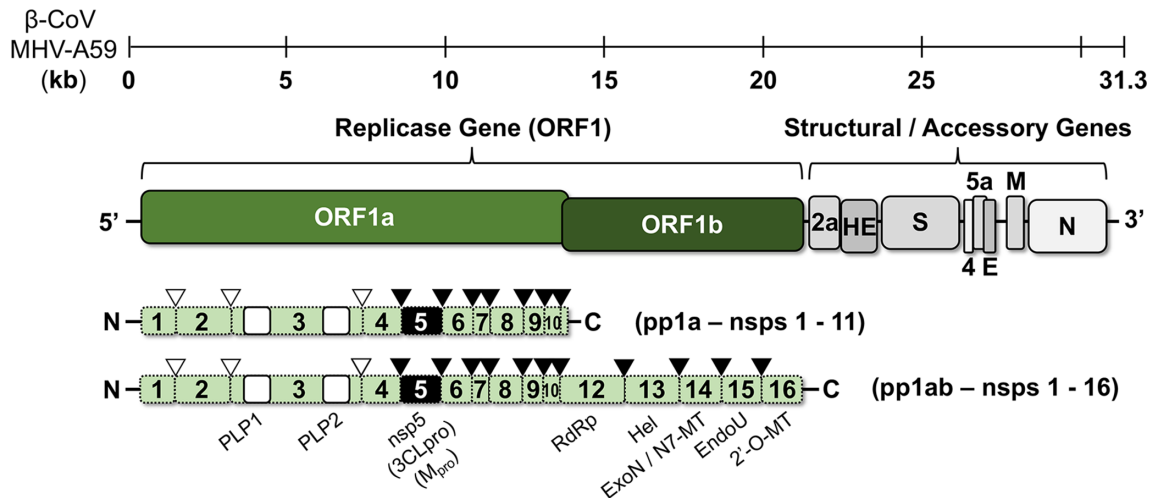 β-CoV
MHV-A59
(kb)
0 5 10 15 20 25 31.3
Replicase Gene (ORF1) Structural / Accessory Genes
5a M
5’ ORF1a ORF1b 2a HE S N 3’
4 E
N 1 2 3 4 5 6 7 8 9 10 C (pp1a – nsps 1 - 11)
N 1 2 3 4 5 6 7 8 9 10 12 13 14 15 16 C (pp1ab – nsps 1 - 16)
PLP1
PLP2
nsp5
(3CLpro)
(Mpro)
RdRp
Hel
ExoN / N7-MT
EndoU
2’-O-MT